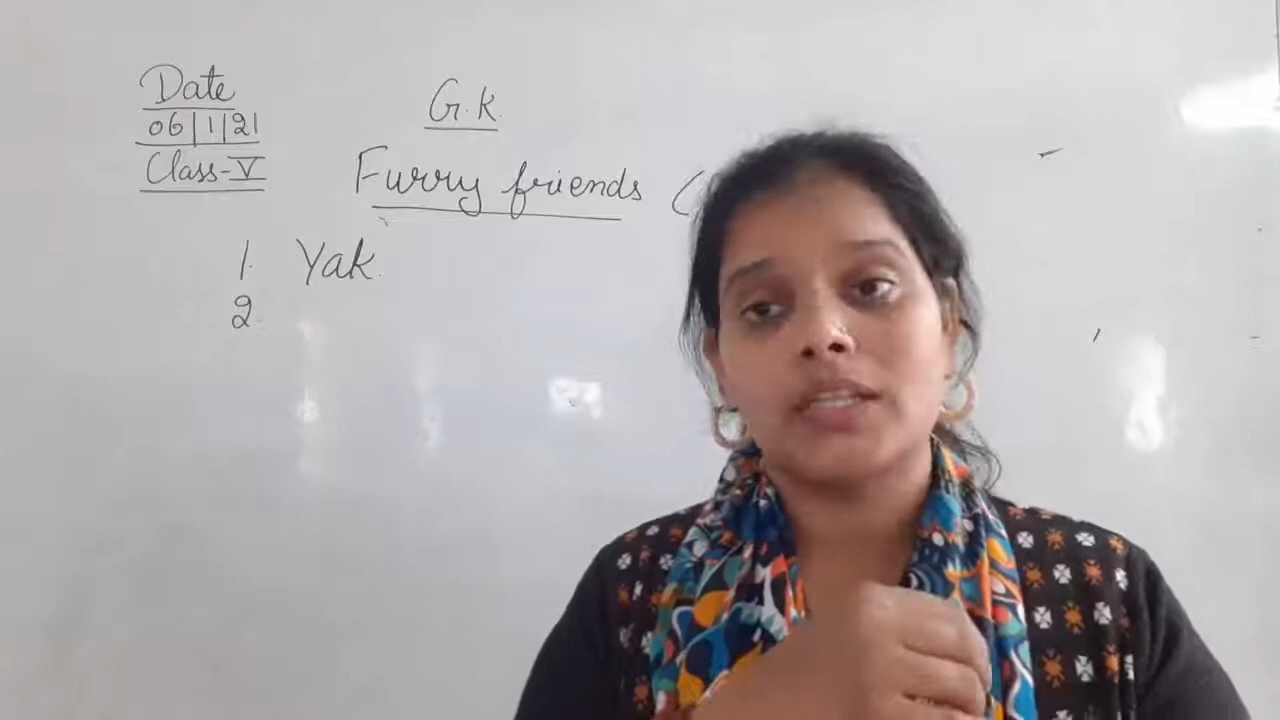 Date
06|1|21
Class-V
G.K.
Furry friends (
1. Yak.
2.